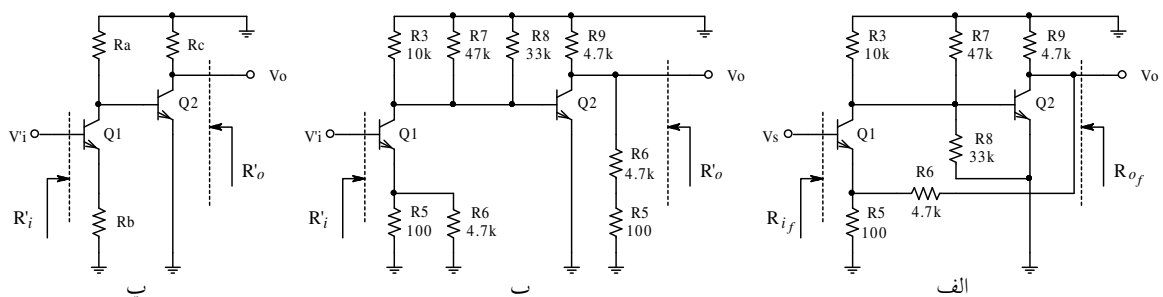 Ra
Rc
Vo
Q2
V'i
Q1
R'o
R'i
Rb
پ
R3
10k
R7
47k
R8
33k
R9
4.7k
Vo
Q2
V'i
Q1
R6
4.7k
R'o
R'i
R5
100
R6
4.7k
R5
100
ب
R3
10k
R7
47k
R9
4.7k
Vo
Q2
Vs
Q1
R8
33k
R6
4.7k
Rof
Rif
R5
100
الف